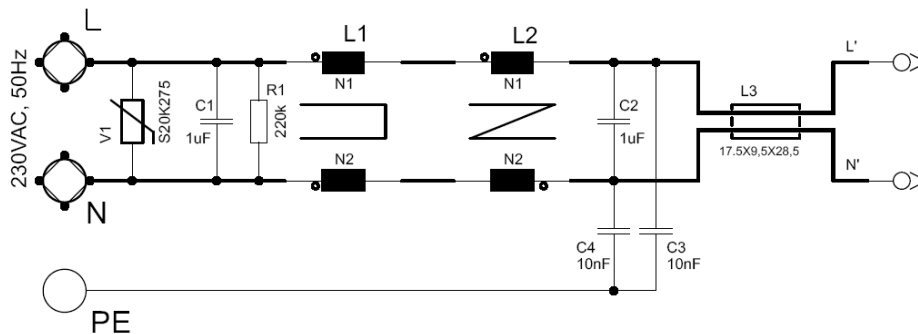 230VAC, 50Hz
L
N
PE
V1
S20K275
C1
1uF
R1
220k
L1
N1
N2
L2
N1
N2
C2
1uF
C4
10nF
C3
10nF
L3
17.5X9,5X28,5
L'
N'